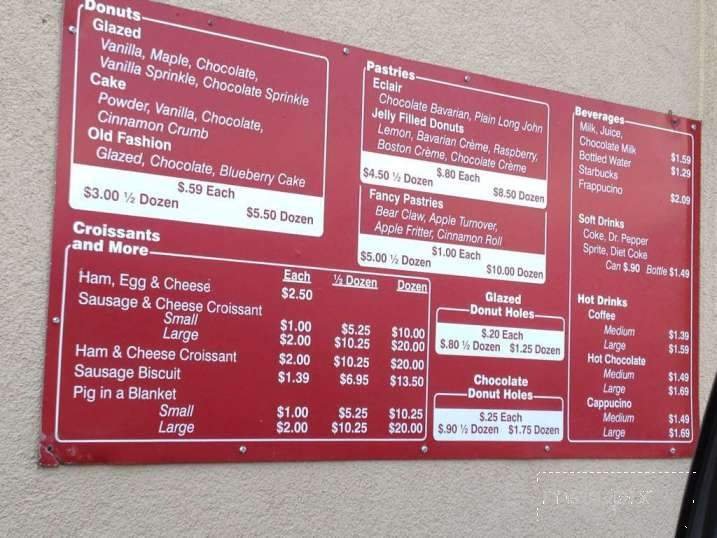 Donuts
Glazed
Vanilla, Maple, Chocolate,
Vanilla Sprinkle, Chocolate Sprinkle
Cake
Powder, Vanilla, Chocolate,
Cinnamon Crumb
Old Fashion
Glazed, Chocolate, Blueberry Cake
$.59 Each
$3.00 ½ Dozen $5.50 Dozen
Croissants
and More
Each ½ Dozen Dozen
Ham, Egg & Cheese $2.50
Sausage & Cheese Croissant
Small $1.00 $5.25 $10.00
Large $2.00 $10.25 $20.00
Ham & Cheese Croissant $2.00 $10.25 $20.00
Sausage Biscuit $1.39 $6.95 $13.50
Pig in a Blanket
Small $1.00 $5.25 $10.25
Large $2.00 $10.25 $20.00
Pastries
Eclair
Chocolate Bavarian, Plain Long John
Jelly Filled Donuts
Lemon, Bavarian Crème, Raspberry,
Boston Crème, Chocolate Crème
$.80 Each
$4.50 ½ Dozen $8.50 Dozen
Fancy Pastries
Bear Claw, Apple Turnover,
Apple Fritter, Cinnamon Roll
$1.00 Each
$5.00 ½ Dozen $10.00 Dozen
Glazed
Donut Holes
$.20 Each
$.80 ½ Dozen $1.25 Dozen
Chocolate
Donut Holes
$.25 Each
$.90 ½ Dozen $1.75 Dozen
Beverages
Milk, Juice,
Chocolate Milk $1.59
Bottled Water $1.29
Starbucks
Frappucino $2.09
Soft Drinks
Coke, Dr. Pepper
Sprite, Diet Coke
Can $.90 Bottle $1.49
Hot Drinks
Coffee
Medium $1.39
Large $1.59
Hot Chocolate
Medium $1.49
Large $1.69
Cappucino
Medium $1.49
Large $1.69